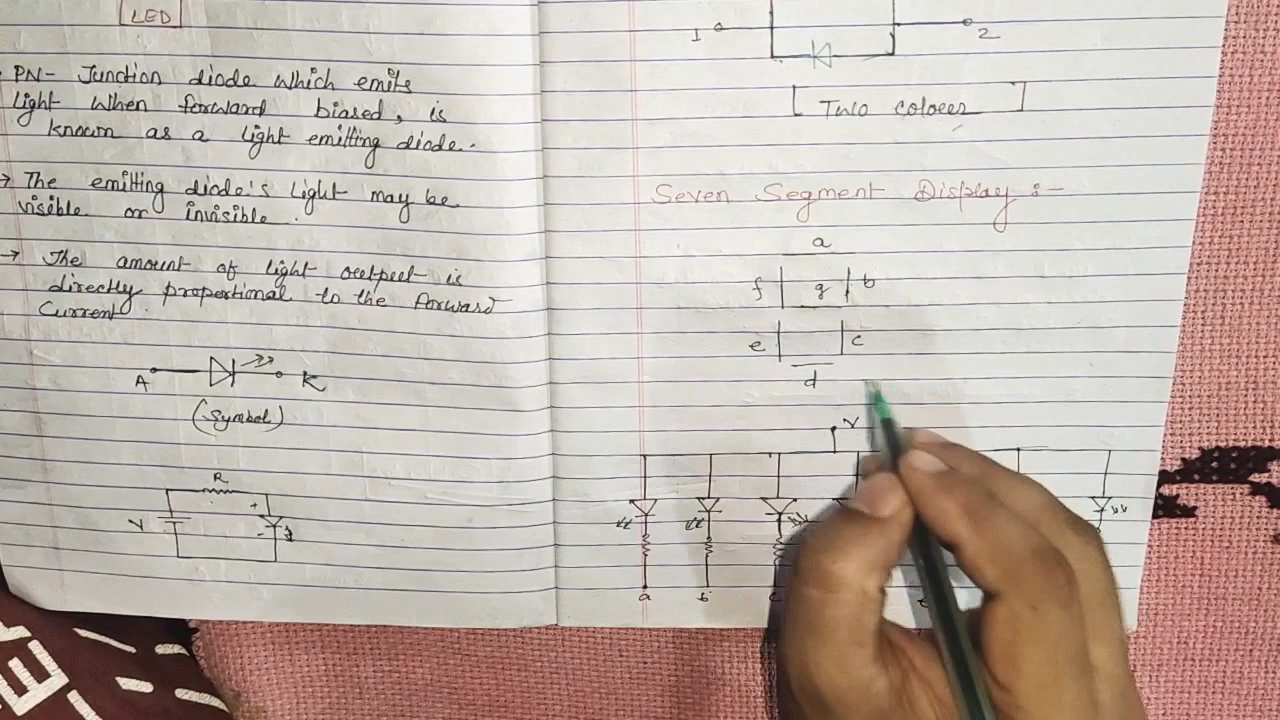 LED
PN- Junction diode which emits
light when forward biased, is
known as a light emitting diode.
→ The emitting diode's light may be
visible or invisible.
→ The amount of light output is
directly propertional to the forward
Current.
A K
(Symbol)
R
V + -
1 2
Two colour
Seven Segment Display :-
a
f g b
e c
d
V
a b c